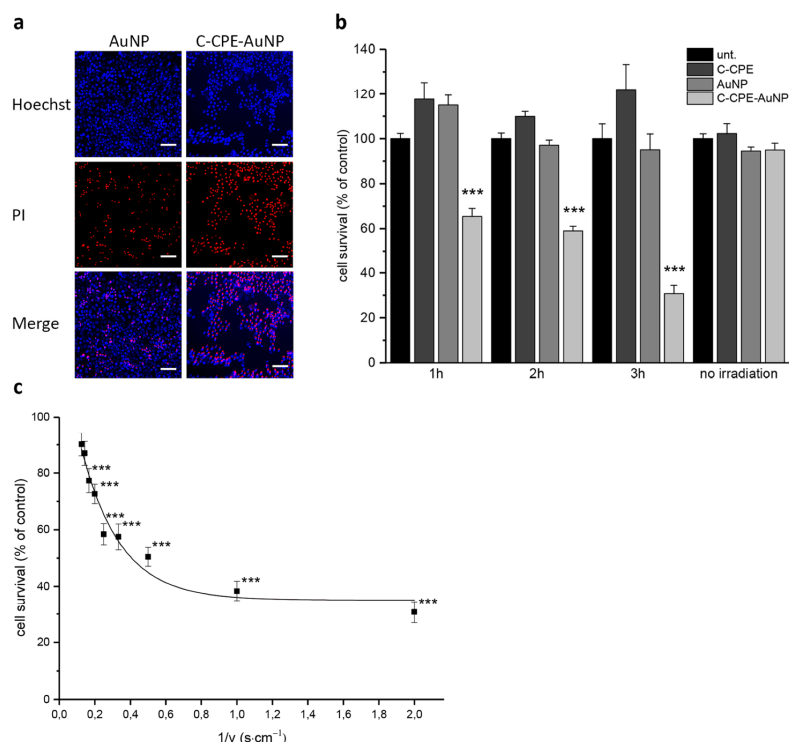 a
AuNP
C-CPE-AuNP
Hoechst
PI
Merge
b
cell survival (% of control)
140
120
100
80
60
40
20
0
unt.
C-CPE
AuNP
C-CPE-AuNP
***
***
***
1h
2h
3h
no irradiation
c
cell survival (% of control)
100
80
60
40
20
0
***
***
***
***
***
***
***
0,0
0,2
0,4
0,6
0,8
1,0
1,2
1,4
1,6
1,8
2,0
1/v (s·cm⁻¹)